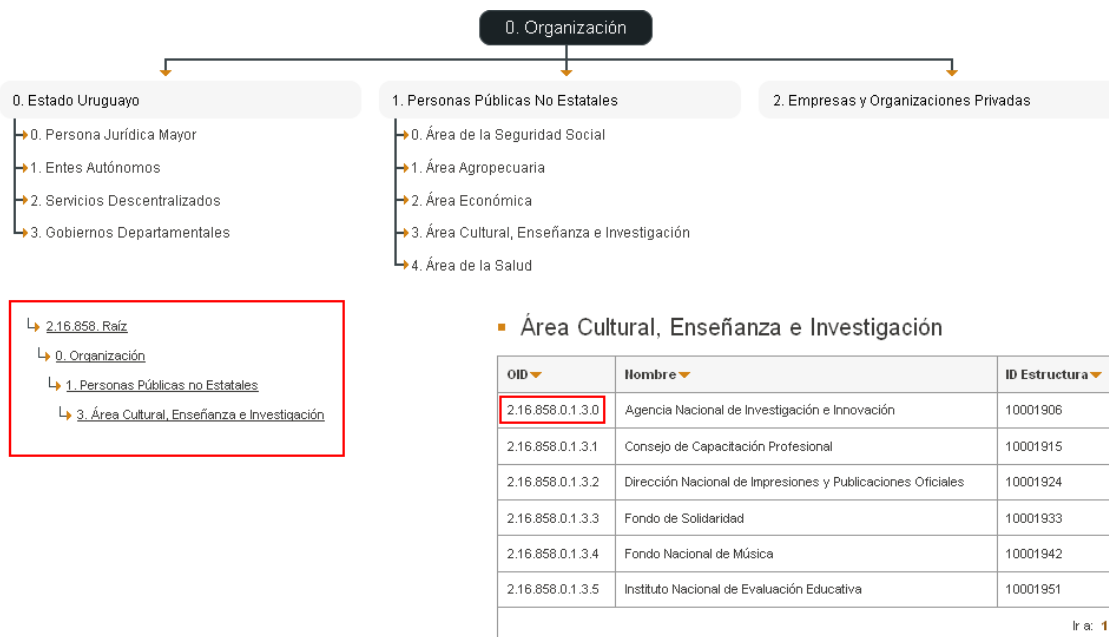 0. Organización
0. Estado Uruguayo
0. Persona Jurídica Mayor
1. Entes Autónomos
2. Servicios Descentralizados
3. Gobiernos Departamentales
1. Personas Públicas No Estatales
0. Área de la Seguridad Social
1. Área Agropecuaria
2. Área Económica
3. Área Cultural, Enseñanza e Investigación
4. Área de la Salud
2. Empresas y Organizaciones Privadas
2.16.858. Raíz
0. Organización
1. Personas Públicas no Estatales
3. Área Cultural, Enseñanza e Investigación
Área Cultural, Enseñanza e Investigación
OID Nombre ID Estructura
2.16.858.0.1.3.0 Agencia Nacional de Investigación e Innovación 10001906
2.16.858.0.1.3.1 Consejo de Capacitación Profesional 10001915
2.16.858.0.1.3.2 Dirección Nacional de Impresiones y Publicaciones Oficiales 10001924
2.16.858.0.1.3.3 Fondo de Solidaridad 10001933
2.16.858.0.1.3.4 Fondo Nacional de Música 10001942
2.16.858.0.1.3.5 Instituto Nacional de Evaluación Educativa 10001951
Ir a: 1